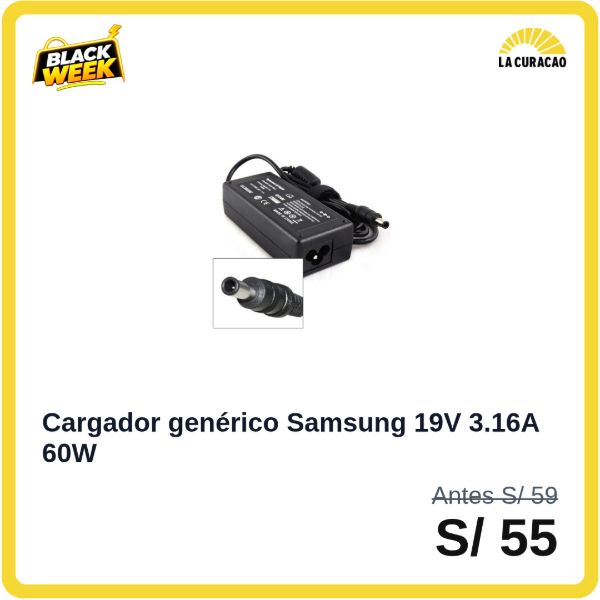 BLACK
WEEK
LA CURACAO
Cargador genérico Samsung 19V 3.16A
60W
Antes S/ 59
S/ 55